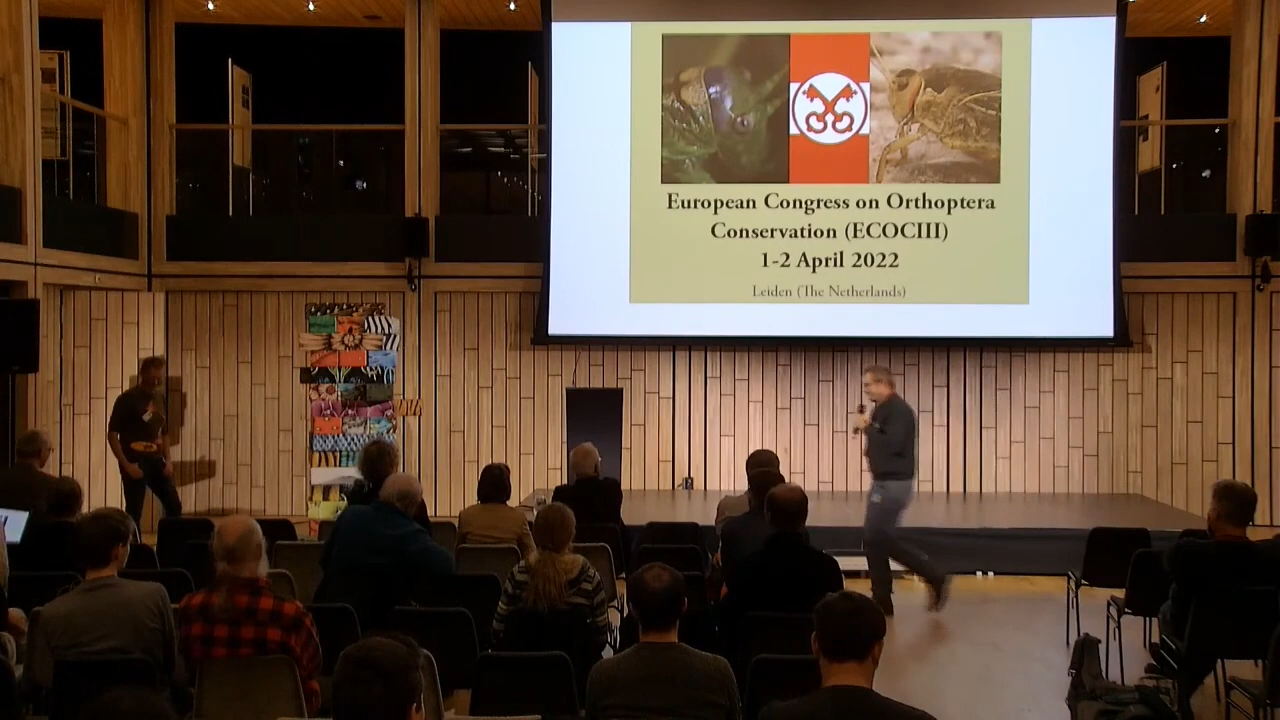 European Congress on Orthoptera
Conservation (ECOCIII)
1-2 April 2022
Leiden (The Netherlands)